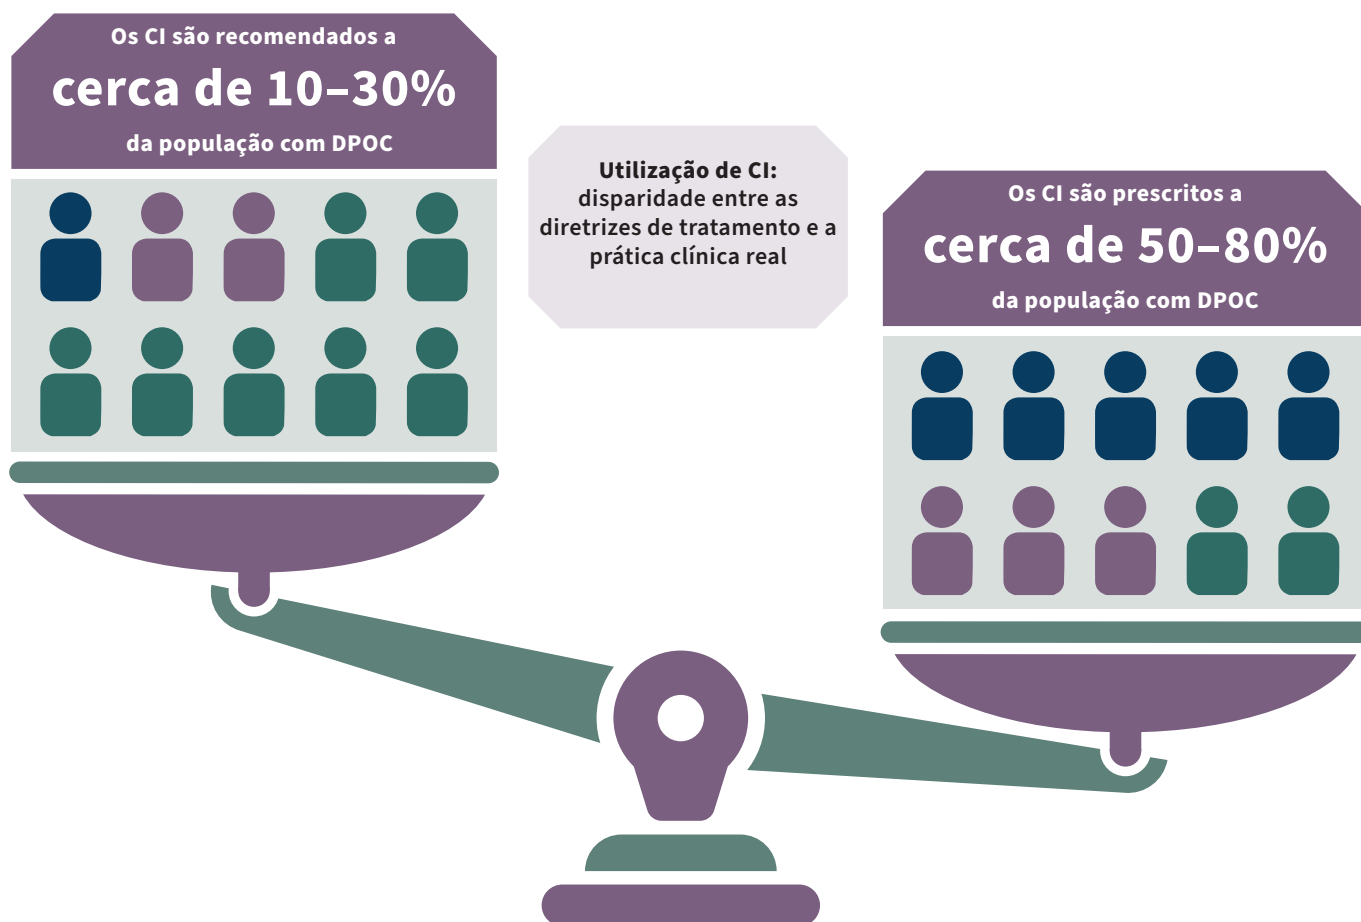 Os CI são recomendados a
cerca de 10–30%
da população com DPOC
Utilização de CI:
disparidade entre as
diretrizes de tratamento e a
prática clínica real
Os CI são prescritos a
cerca de 50–80%
da população com DPOC